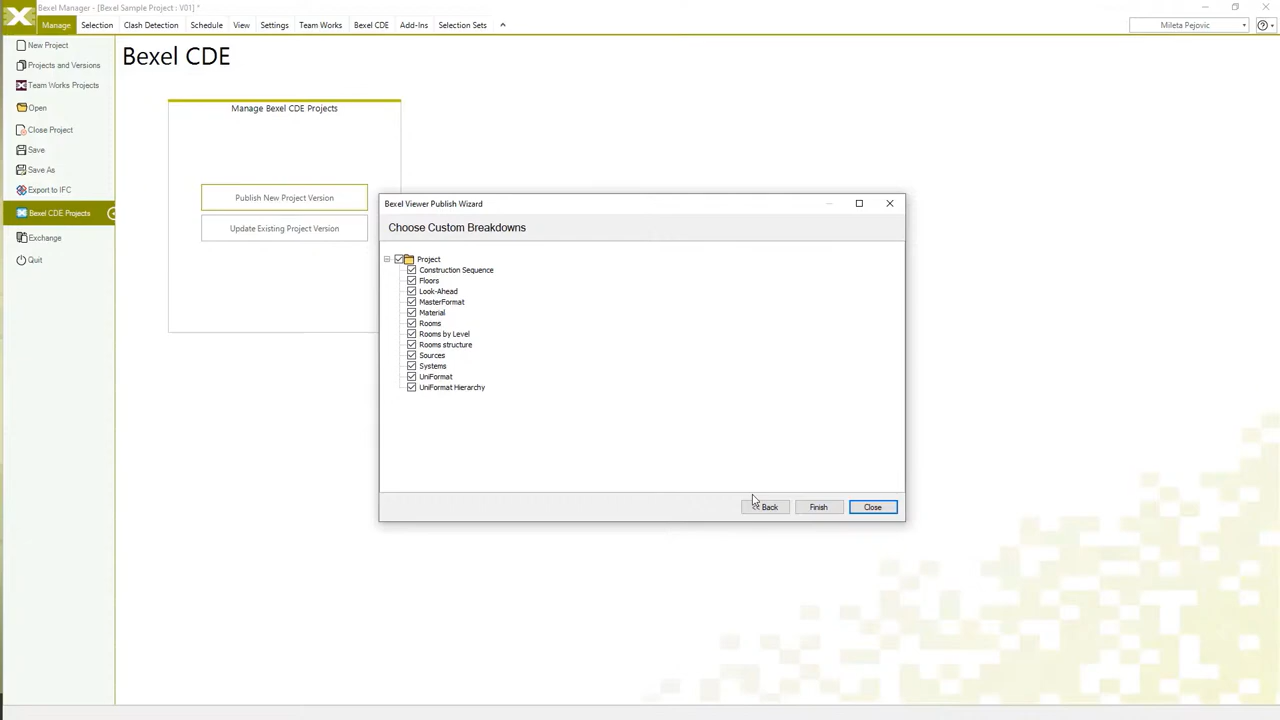 Bexel Manager - [Bexel Sample Project : V01] *
Manage Selection Clash Detection Schedule View Settings Team Works Bexel CDE Add-Ins Selection Sets Mileta Pejovic
New Project
Projects and Versions
Team Works Projects
Open
Close Project
Save
Save As
Export to IFC
Bexel CDE Projects
Exchange
Quit
Bexel CDE
Manage Bexel CDE Projects
Publish New Project Version
Update Existing Project Version
Bexel Viewer Publish Wizard
Choose Custom Breakdowns
Project
Construction Sequence
Floors
Look-Ahead
MasterFormat
Material
Rooms
Rooms by Level
Rooms structure
Sources
Systems
UniFormat
UniFormat Hierarchy
Back Finish Close